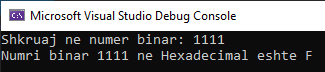 Microsoft Visual Studio Debug Console
Shkruaj ne numer binar: 1111
Numri binar 1111 ne Hexadecimal eshte F